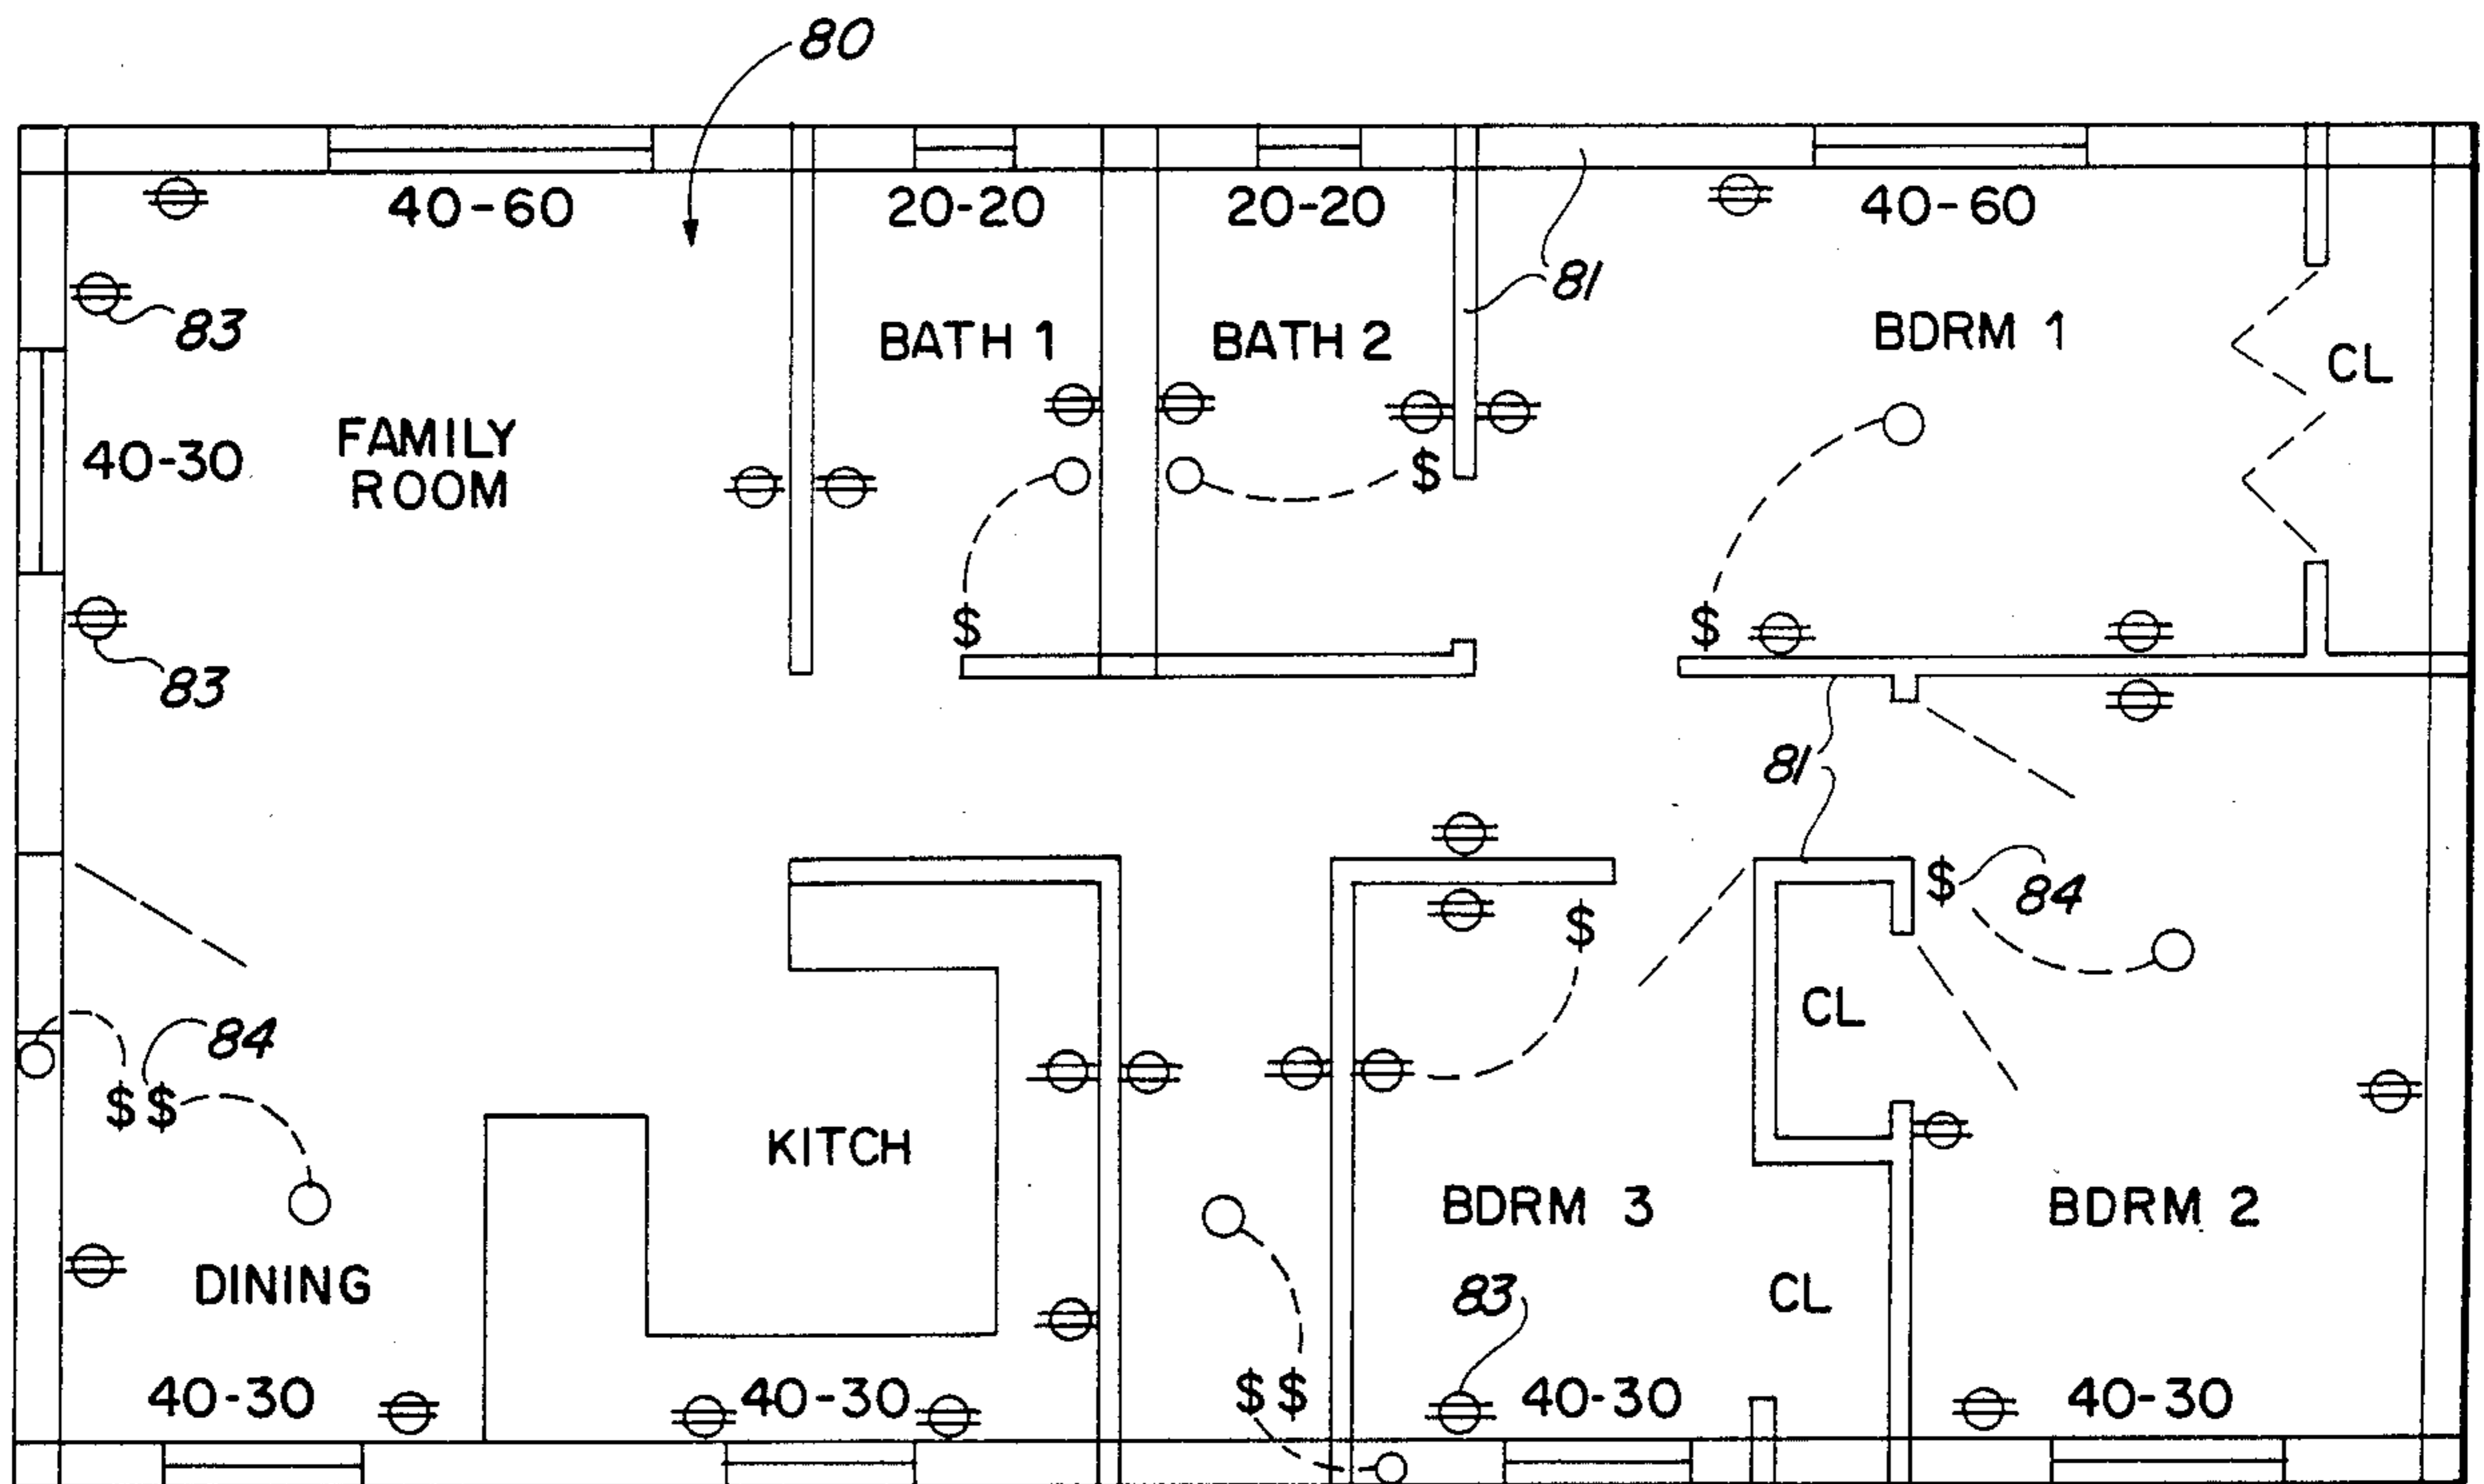 80
40-60
20-20
20-20
40-60
81
83
BATH 1
BATH 2
BDRM 1
CL
40-30
FAMILY
ROOM
$
$
$
83
81
$
84
$
CL
84
$$
KITCH
BDRM 3
BDRM 2
DINING
83
CL
40-30
40-30
$$
40-30
40-30